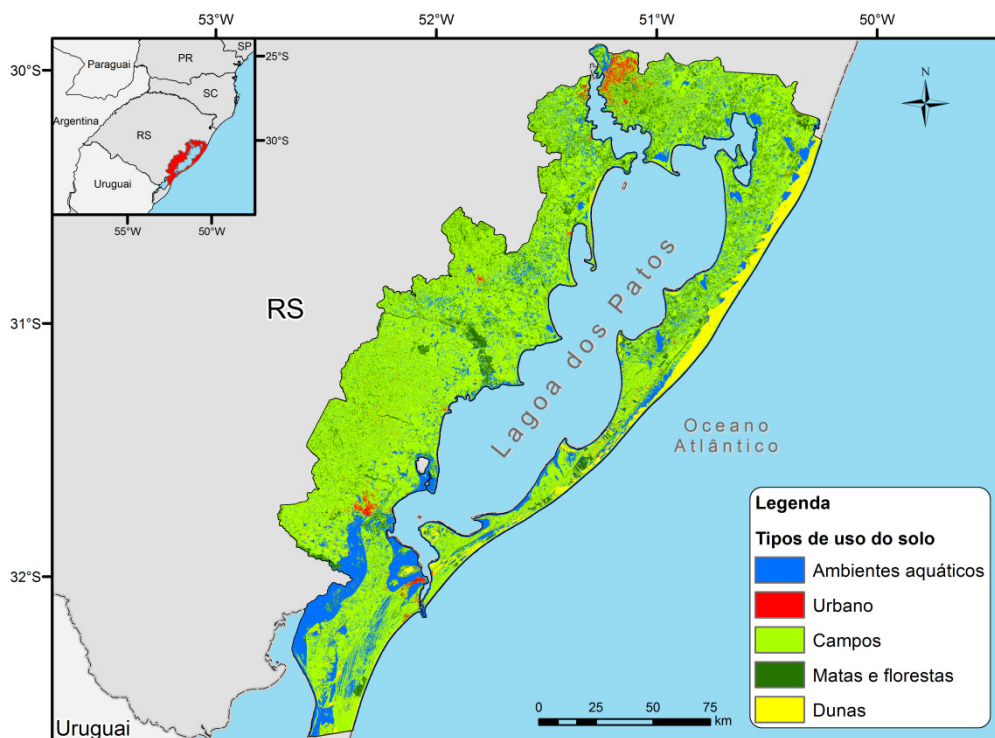 53°W
52°W
51°W
50°W
30°S
31°S
32°S
SP
PR
Paraguai
SC
Argentina
RS
Uruguai
25°S
30°S
55°W
50°W
N
RS
Lagoa dos Patos
Oceano
Atlântico
Uruguai
Legenda
Tipos de uso do solo
Ambientes aquáticos
Urbano
Campos
Matas e florestas
Dunas
0 25 50 75
km